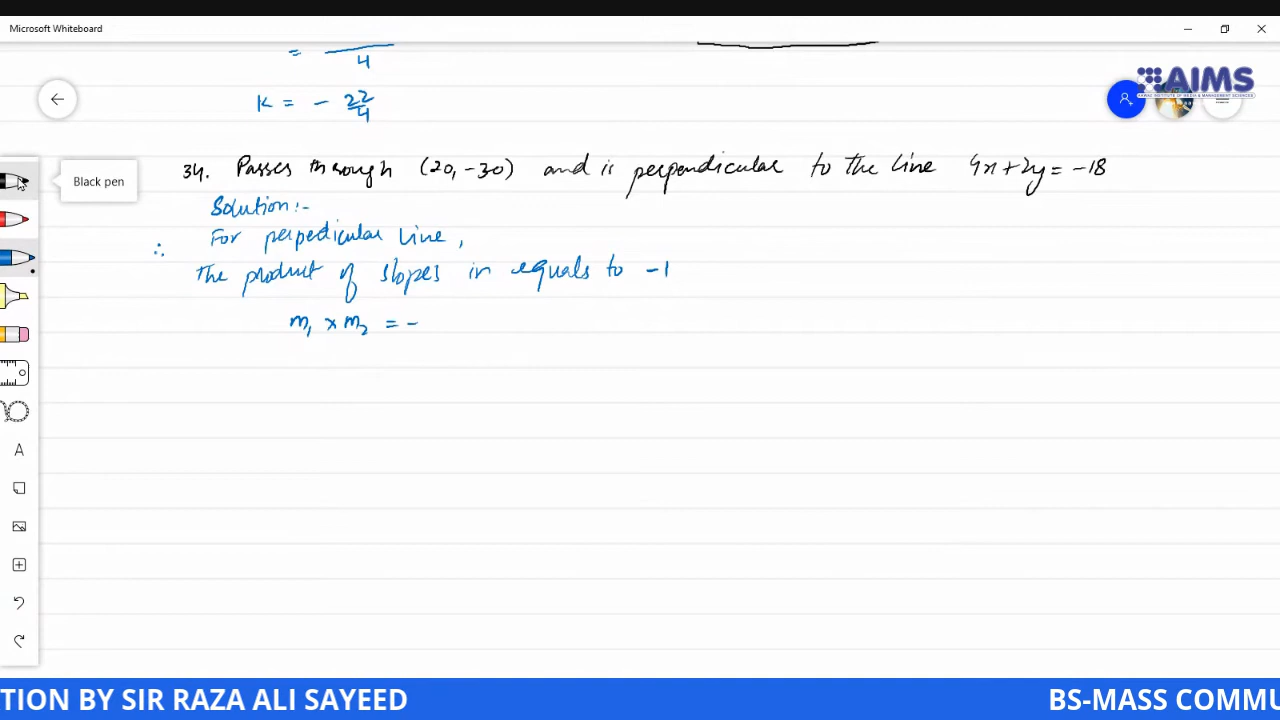 Microsoft Whiteboard
=
4
K = - 22/4
AIMS
34. Passes through (20, -30) and is perpendicular to the line 4x + 2y = -18
Black pen
Solution:-
∴ For perpedicular Line,
The product of slopes in equals to -1
m₁ × m₂ = -
A
TION BY SIR RAZA ALI SAYEED
BS-MASS COMMU